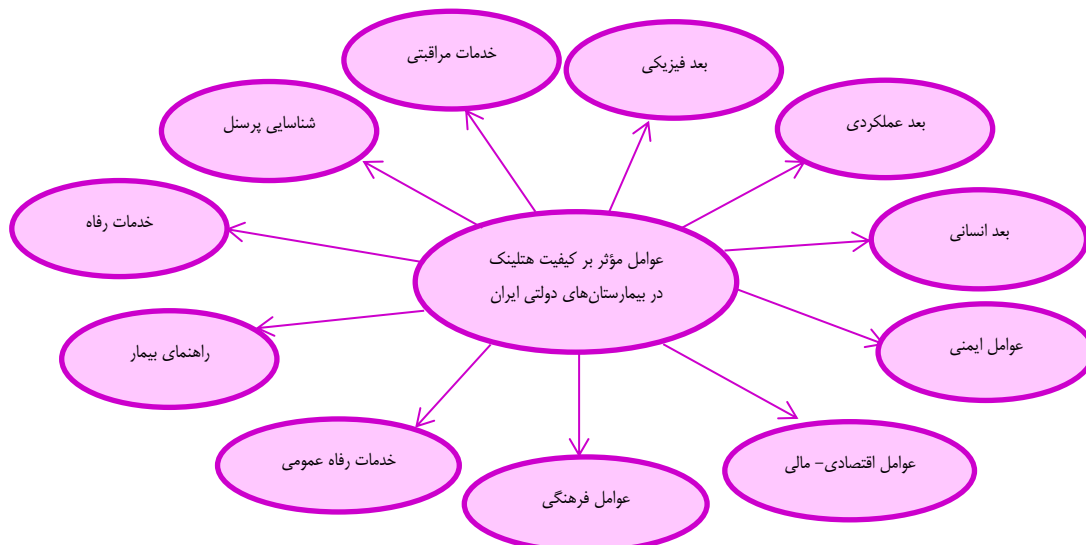 خدمات مراقبتی
بعد فیزیکی
شناسایی پرسنل
بعد عملکردی
خدمات رفاه
بعد انسانی
عوامل مؤثر بر کیفیت هتلینک
در بیمارستان‌های دولتی ایران
راهنمای بیمار
عوامل ایمنی
خدمات رفاه عمومی
عوامل فرهنگی
عوامل اقتصادی- مالی